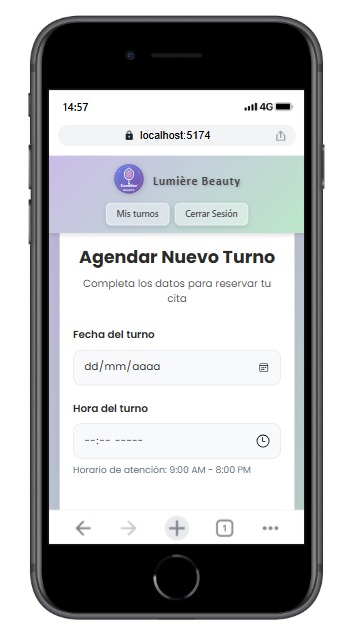 14:57
4G
localhost:5174
Lumière Beauty
Mis turnos
Cerrar Sesión
Agendar Nuevo Turno
Completa los datos para reservar tu
cita
Fecha del turno
dd/mm/aaaa
Hora del turno
--:-- -----
Horario de atención: 9:00 AM - 8:00 PM
1